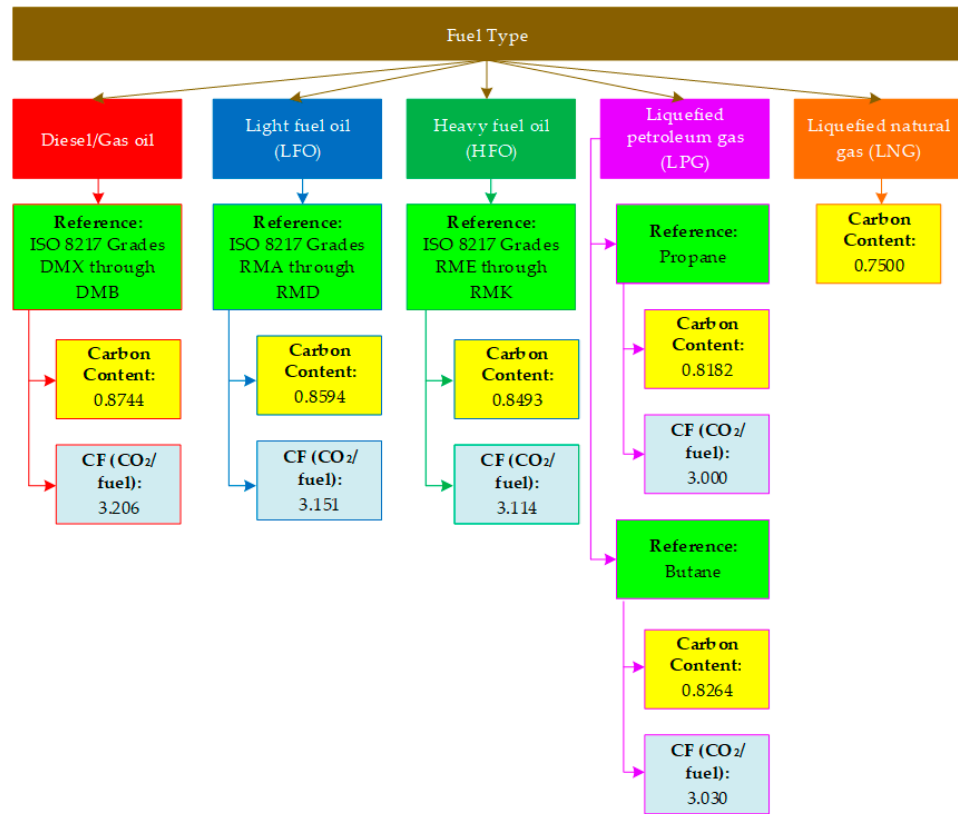 Fuel Type
Diesel/Gas oil
Light fuel oil
(LFO)
Heavy fuel oil
(HFO)
Liquefied
petroleum gas
(LPG)
Liquefied natural
gas (LNG)
Reference:
ISO 8217 Grades
DMX through
DMB
Reference:
ISO 8217 Grades
RMA through
RMD
Reference:
ISO 8217 Grades
RME through
RMK
Reference:
Propane
Carbon
Content:
0.7500
Carbon
Content:
0.8744
Carbon
Content:
0.8594
Carbon
Content:
0.8493
Carbon
Content:
0.8182
CF (CO₂/
fuel):
3.206
CF (CO₂/
fuel):
3.151
CF (CO₂/
fuel):
3.114
CF (CO₂/
fuel):
3.000
Reference:
Butane
Carbon
Content:
0.8264
CF (CO₂/
fuel):
3.030